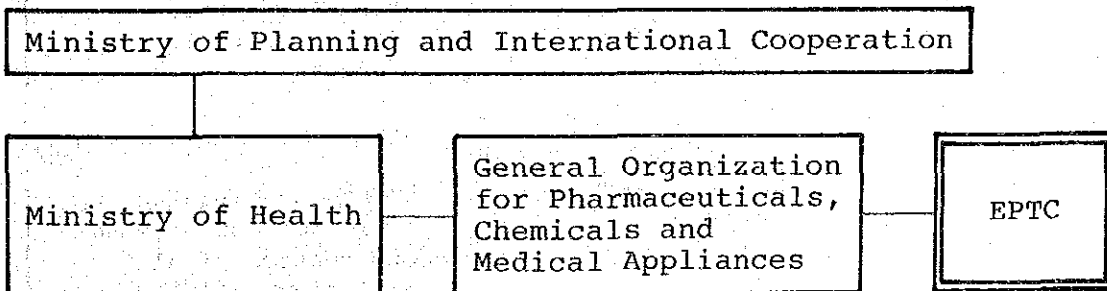 Ministry of Planning and International Cooperation
Ministry of Health
General Organization
for Pharmaceuticals,
Chemicals and
Medical Appliances
EPTC